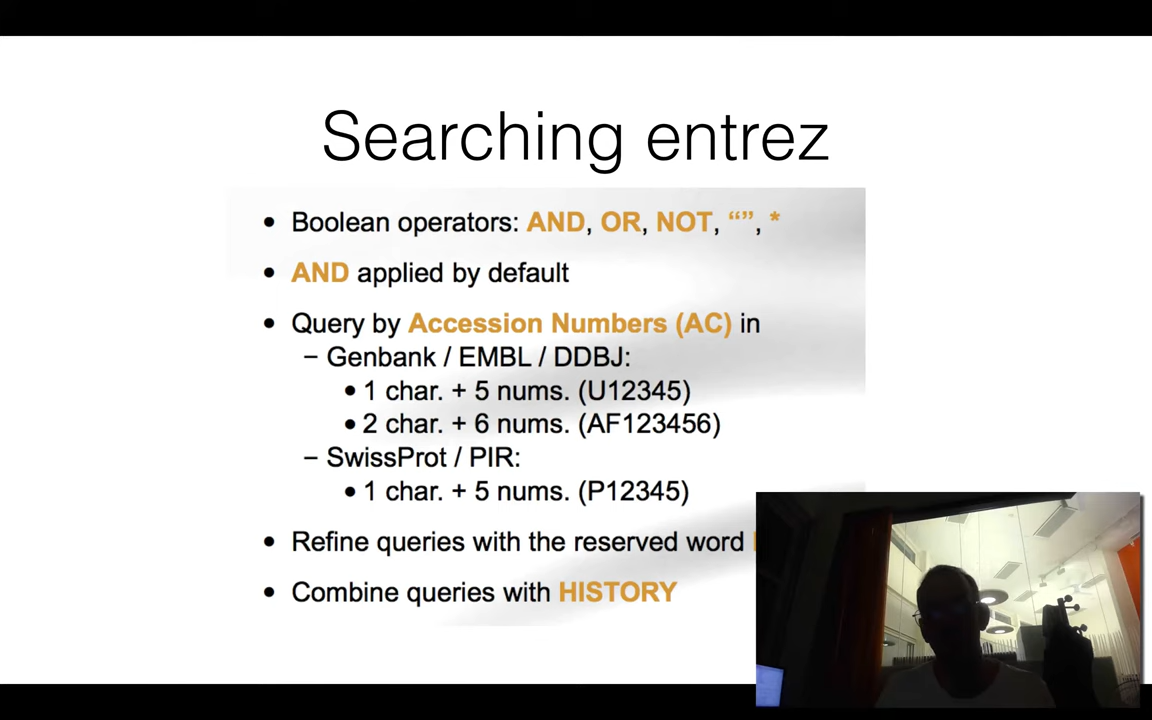 Searching entrez
• Boolean operators: AND, OR, NOT, “”, *
• AND applied by default
• Query by Accession Numbers (AC) in
– Genbank / EMBL / DDBJ:
• 1 char. + 5 nums. (U12345)
• 2 char. + 6 nums. (AF123456)
– SwissProt / PIR:
• 1 char. + 5 nums. (P12345)
• Refine queries with the reserved word
• Combine queries with HISTORY